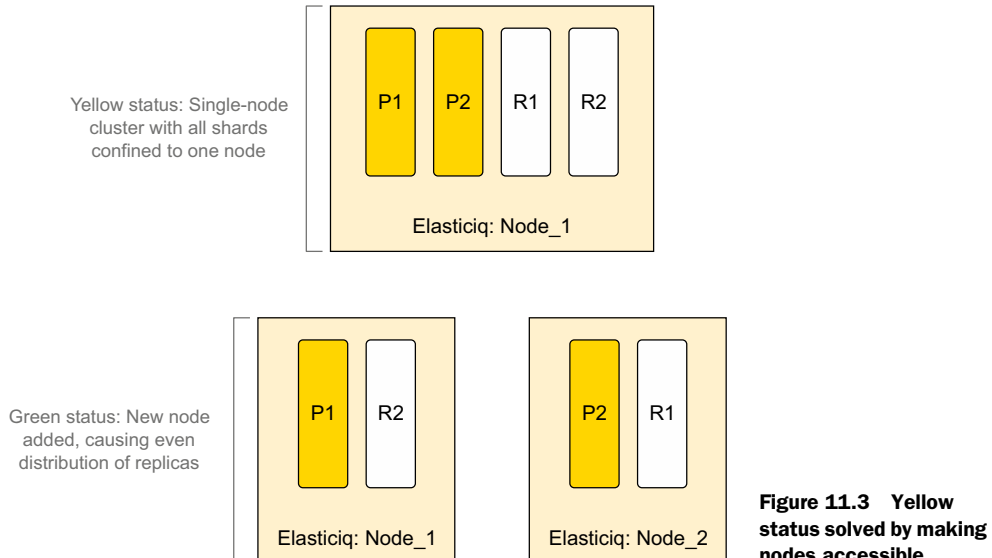 Yellow status: Single-node
cluster with all shards
confined to one node
P1 P2 R1 R2
Elasticiq: Node_1
Green status: New node
added, causing even
distribution of replicas
P1 R2
Elasticiq: Node_1
P2 R1
Elasticiq: Node_2
Figure 11.3 Yellow
status solved by making
nodes accessible